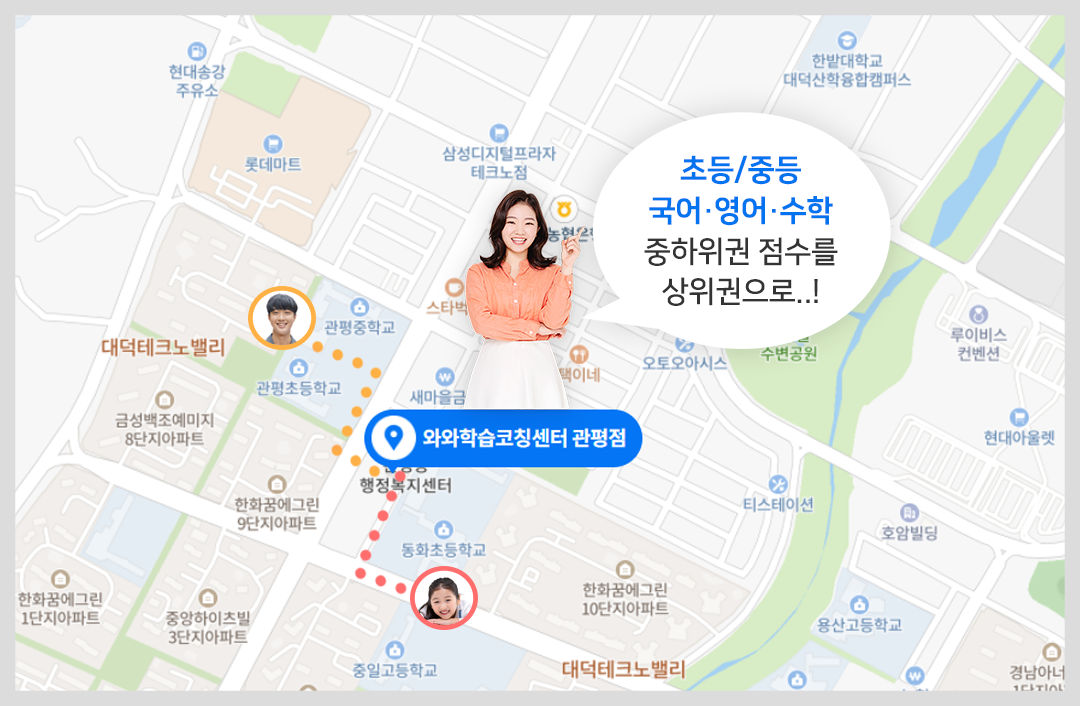 한밭대학교
대덕산학융합캠퍼스
현대송강
주유소
롯데마트
삼성디지털프라자
테크노점
초등/중등
국어·영어·수학
중하위권 점수를
상위권으로..!
스타벅
관평중학교
대덕테크노밸리
관평초등학교
루이비스
컨벤션
수변공원
오토오아시스
택이네
새마을금
금성백조예미지
8단지아파트
와와학습코칭센터 관평점
현대아울렛
행정복지센터
한화꿈에그린
9단지아파트
티스테이션
호암빌딩
동화초등학교
한화꿈에그린
1단지아파트
중앙하이츠빌
3단지아파트
한화꿈에그린
10단지아파트
용산고등학교
중일고등학교
대덕테크노밸리
경남아너